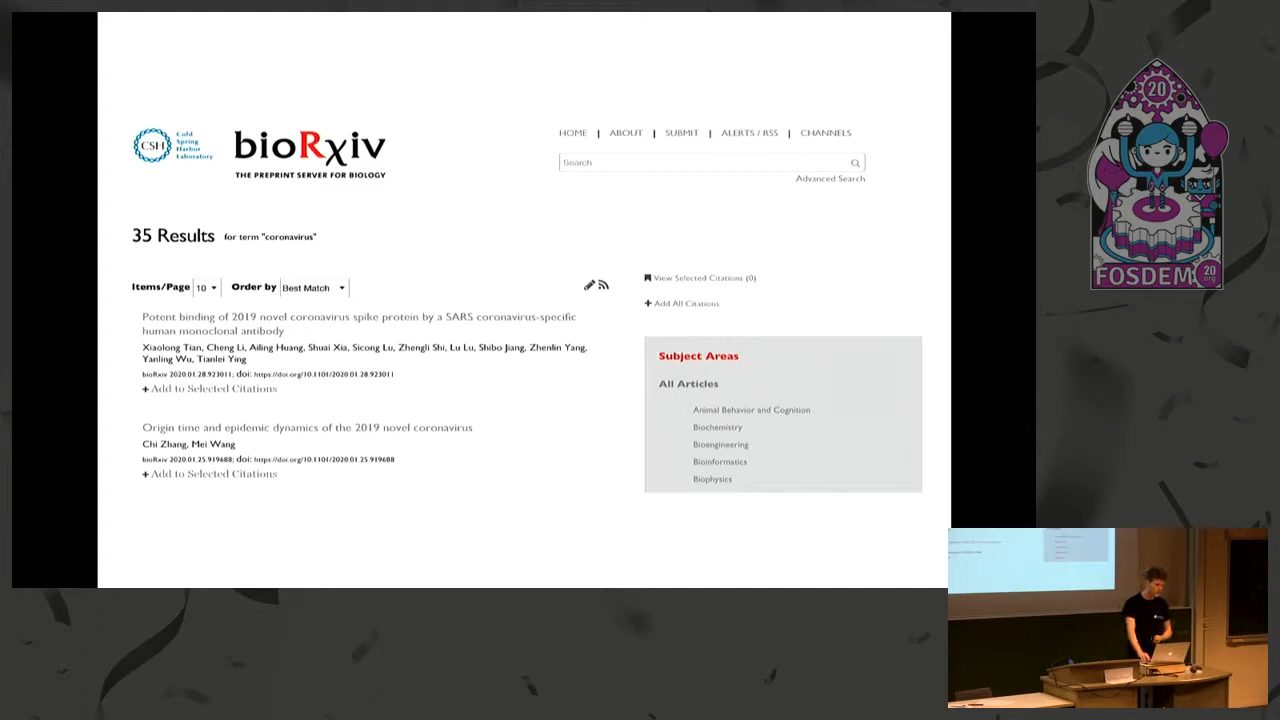 CSH
Cold
Spring
Harbor
Laboratory
bioRxiv
THE PREPRINT SERVER FOR BIOLOGY
HOME | ABOUT | SUBMIT | ALERTS / RSS | CHANNELS
Search
Advanced Search
35 Results for term "coronavirus"
Items/Page 10 Order by Best Match
Potent binding of 2019 novel coronavirus spike protein by a SARS coronavirus-specific
human monoclonal antibody
Xiaolong Tian, Cheng Li, Ailing Huang, Shuai Xia, Sicong Lu, Zhengli Shi, Lu Lu, Shibo Jiang, Zhenlin Yang,
Yanling Wu, Tianlei Ying
bioRxiv 2020.01.28.923011; doi: https://doi.org/10.1101/2020.01.28.923011
+ Add to Selected Citations
Origin time and epidemic dynamics of the 2019 novel coronavirus
Chi Zhang, Mei Wang
bioRxiv 2020.01.25.919688; doi: https://doi.org/10.1101/2020.01.25.919688
+ Add to Selected Citations
View Selected Citations (0)
+ Add All Citations
Subject Areas
All Articles
Animal Behavior and Cognition
Biochemistry
Bioengineering
Bioinformatics
Biophysics
20
FOSDEM 20
.org